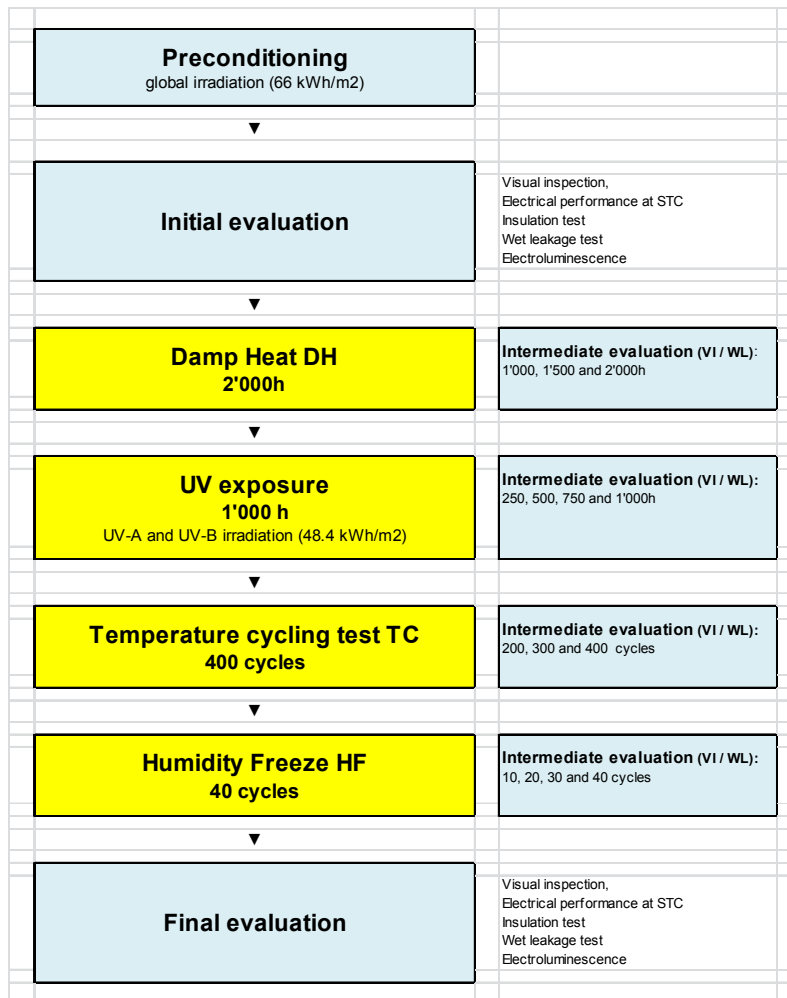 Preconditioning
global irradiation (66 kWh/m2)
▼
Initial evaluation
Visual inspection,
Electrical performance at STC
Insulation test
Wet leakage test
Electroluminescence
▼
Damp Heat DH
2'000h
Intermediate evaluation (VI / WL):
1'000, 1'500 and 2'000h
▼
UV exposure
1'000 h
UV-A and UV-B irradiation (48.4 kWh/m2)
Intermediate evaluation (VI / WL):
250, 500, 750 and 1'000h
▼
Temperature cycling test TC
400 cycles
Intermediate evaluation (VI / WL):
200, 300 and 400 cycles
▼
Humidity Freeze HF
40 cycles
Intermediate evaluation (VI / WL):
10, 20, 30 and 40 cycles
▼
Final evaluation
Visual inspection,
Electrical performance at STC
Insulation test
Wet leakage test
Electroluminescence